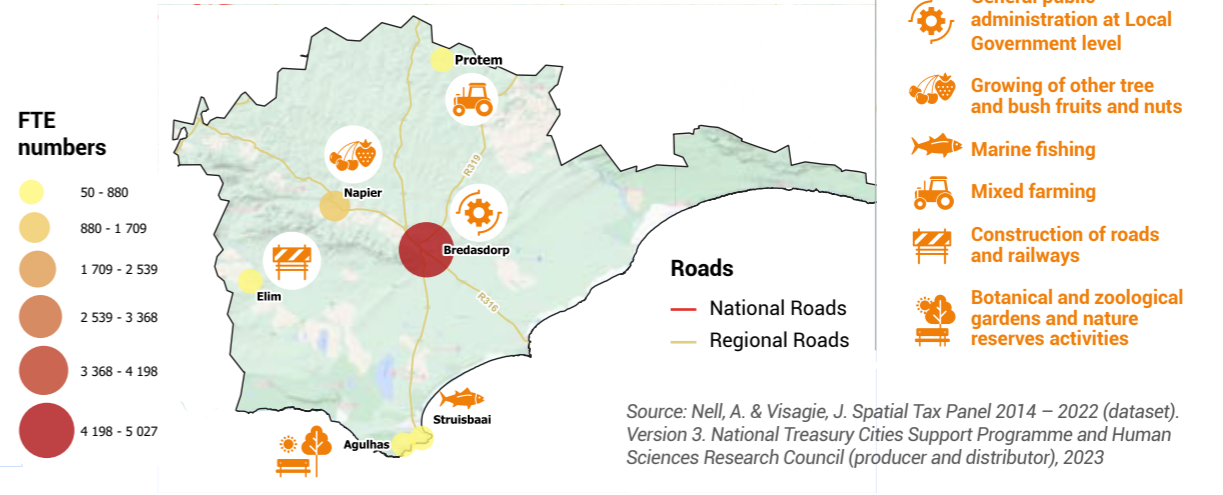 General public
administration at Local
Government level
Growing of other tree
and bush fruits and nuts
Marine fishing
Mixed farming
Construction of roads
and railways
Botanical and zoological
gardens and nature
reserves activities
FTE
numbers
50 - 880
880 - 1 709
1 709 - 2 539
2 539 - 3 368
3 368 - 4 198
4 198 - 5 027
Protem
R319
Napier
Bredasdorp
Elim
R316
Struisbaai
Agulhas
Roads
National Roads
Regional Roads
Source: Nell, A. & Visagie, J. Spatial Tax Panel 2014 – 2022 (dataset).
Version 3. National Treasury Cities Support Programme and Human
Sciences Research Council (producer and distributor), 2023